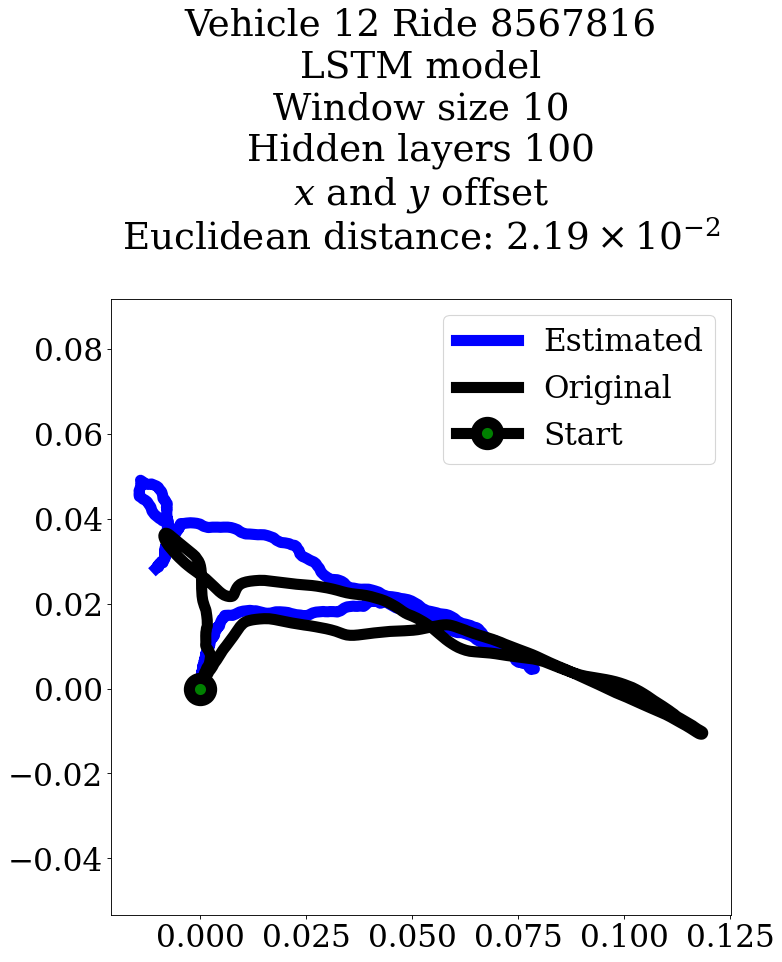 Vehicle 12 Ride 8567816
LSTM model
Window size 10
Hidden layers 100
x and y offset
Euclidean distance: 2.19 × 10⁻²
Estimated
Original
Start
0.08
0.06
0.04
0.02
0.00
−0.02
−0.04
0.000 0.025 0.050 0.075 0.100 0.125